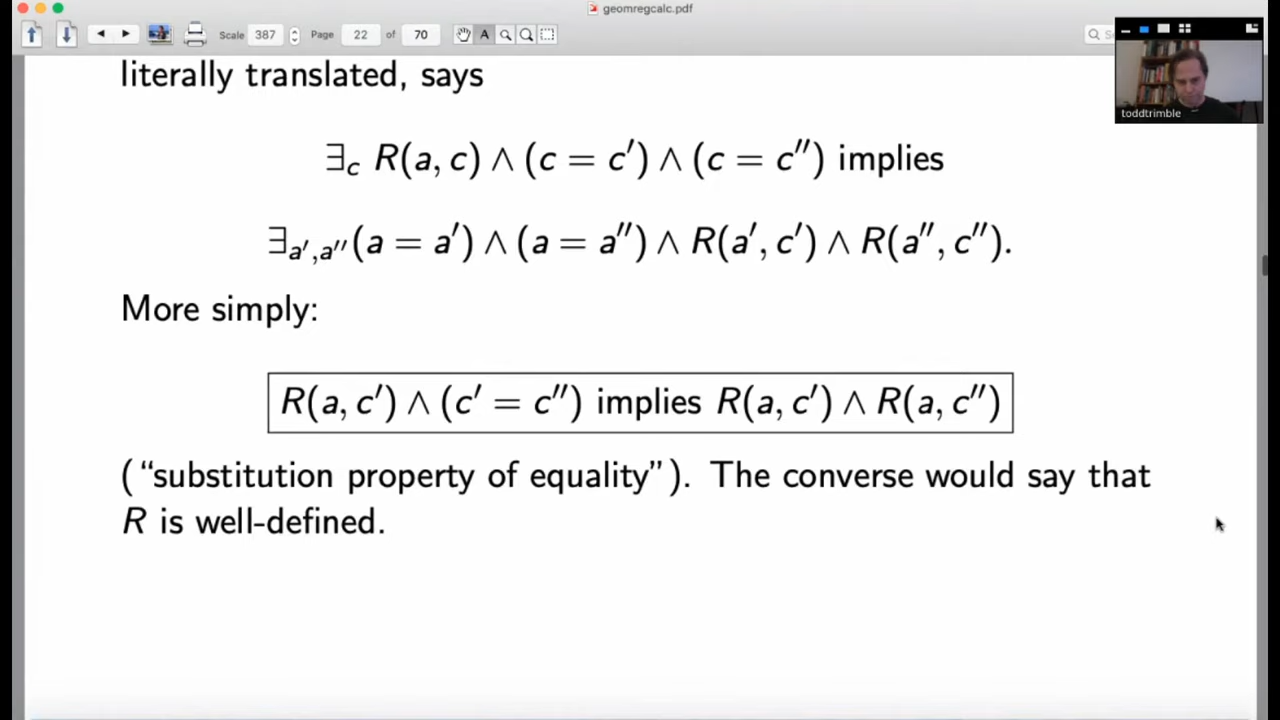 geomregcalc.pdf
Scale 387 Page 22 of 70
toddtrimble
literally translated, says
∃c R(a, c) ∧ (c = c′) ∧ (c = c″) implies
∃a′,a″(a = a′) ∧ (a = a″) ∧ R(a′, c′) ∧ R(a″, c″).
More simply:
R(a, c′) ∧ (c′ = c″) implies R(a, c′) ∧ R(a, c″)
(“substitution property of equality”). The converse would say that
R is well-defined.